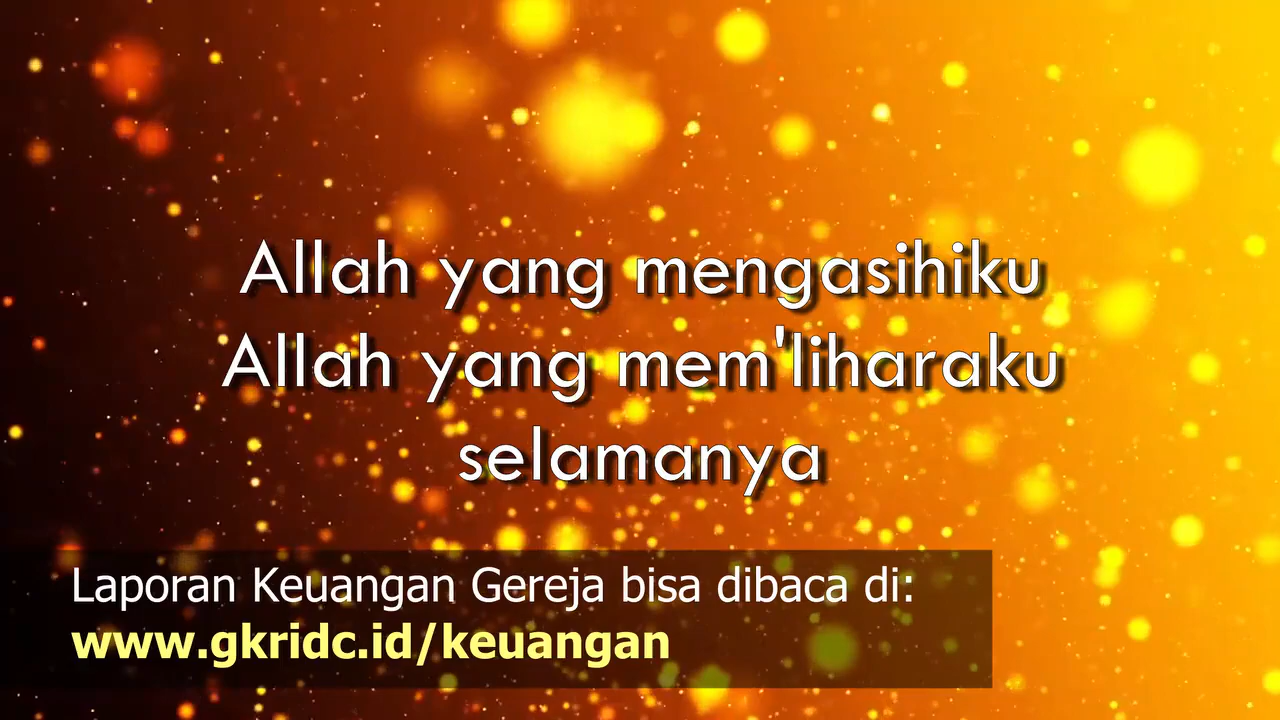 Allah yang mengasihiku
Allah yang mem'liharaku
selamanya
Laporan Keuangan Gereja bisa dibaca di:
www.gkridc.id/keuangan